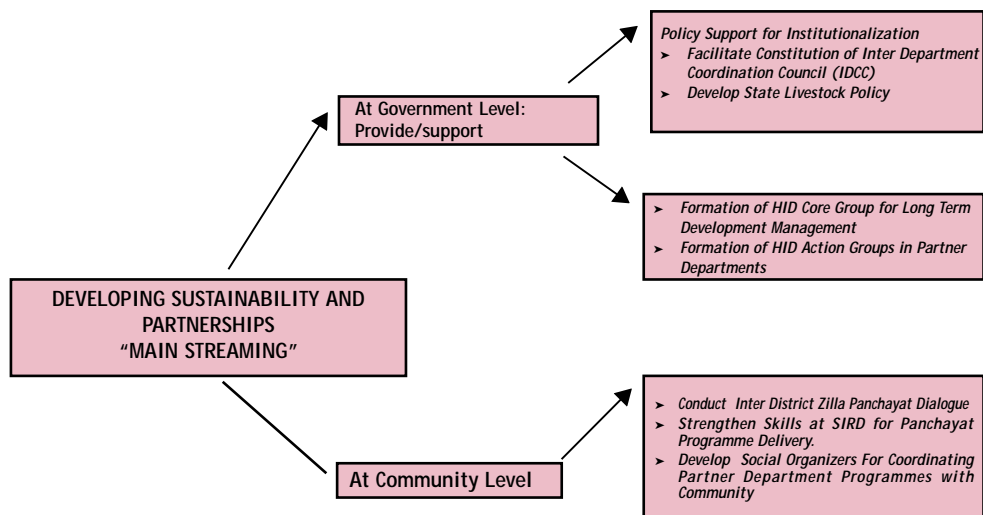 Policy Support for Institutionalization
➤ Facilitate Constitution of Inter Department
Coordination Council (IDCC)
➤ Develop State Livestock Policy
At Government Level:
Provide/support
➤ Formation of HID Core Group for Long Term
Development Management
➤ Formation of HID Action Groups in Partner
Departments
DEVELOPING SUSTAINABILITY AND
PARTNERSHIPS
“MAIN STREAMING”
➤ Conduct Inter District Zilla Panchayat Dialogue
➤ Strengthen Skills at SIRD for Panchayat
Programme Delivery.
➤ Develop Social Organizers For Coordinating
Partner Department Programmes with
Community
At Community Level